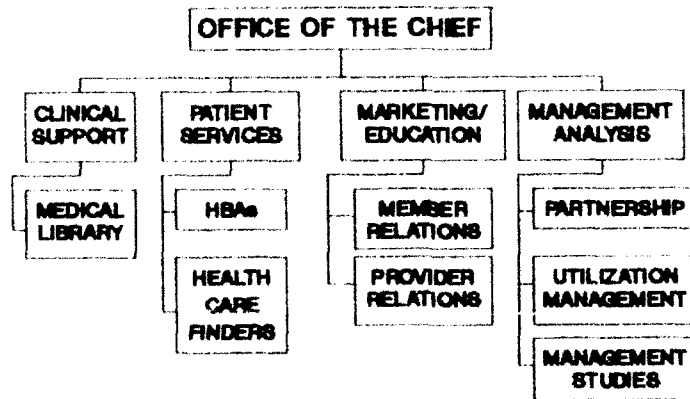 OFFICE OF THE CHIEF
CLINICAL
SUPPORT
PATIENT
SERVICES
MARKETING/
EDUCATION
MANAGEMENT
ANALYSIS
MEDICAL
LIBRARY
HBAs
HEALTH
CARE
FINDERS
MEMBER
RELATIONS
PROVIDER
RELATIONS
PARTNERSHIP
UTILIZATION
MANAGEMENT
MANAGEMENT
STUDIES